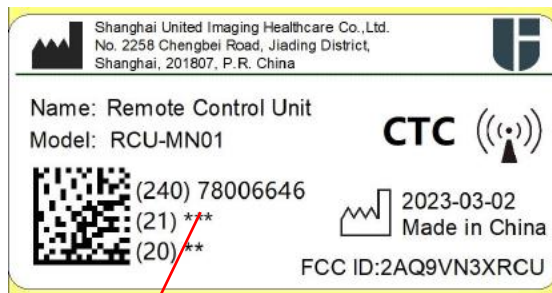 Shanghai United Imaging Healthcare Co.,Ltd.
No. 2258 Chengbei Road, Jiading District,
Shanghai, 201807, P.R. China
Name: Remote Control Unit
Model: RCU-MN01
CTC
(240) 78006646
(21) ***
(20) **
2023-03-02
Made in China
FCC ID:2AQ9VN3XRCU